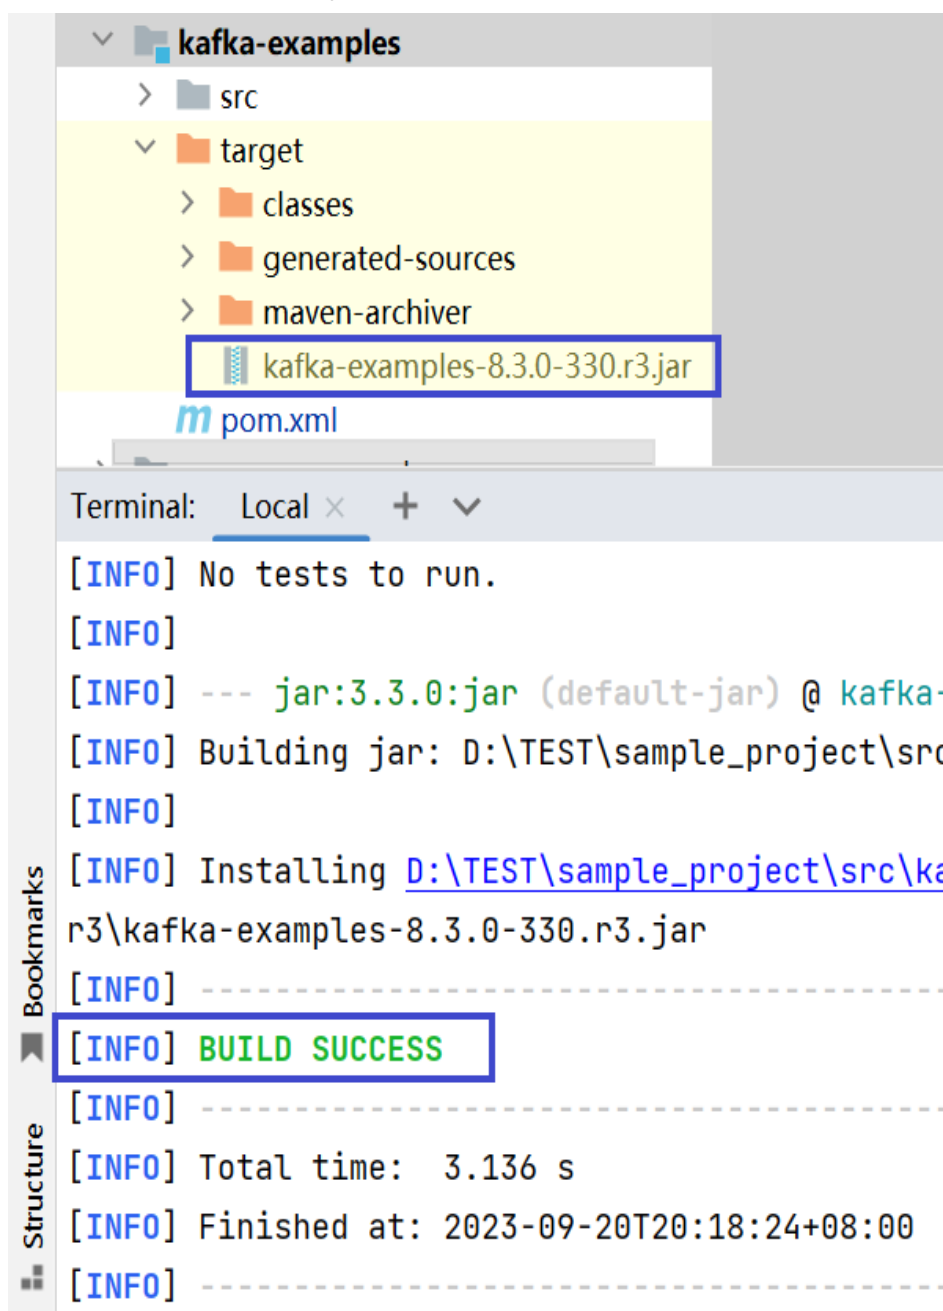 kafka-examples
src
target
classes
generated-sources
maven-archiver
kafka-examples-8.3.0-330.r3.jar
m pom.xml
Terminal: Local × + 
[INFO] No tests to run.
[INFO]
[INFO] --- jar:3.3.0:jar (default-jar) @ kafka-
[INFO] Building jar: D:\TEST\sample_project\src
[INFO]
[INFO] Installing D:\TEST\sample_project\src\ka
r3\kafka-examples-8.3.0-330.r3.jar
[INFO] ----------------------------------------
[INFO] BUILD SUCCESS
[INFO] ----------------------------------------
[INFO] Total time:  3.136 s
[INFO] Finished at: 2023-09-20T20:18:24+08:00
[INFO] ----------------------------------------
Bookmarks
Structure